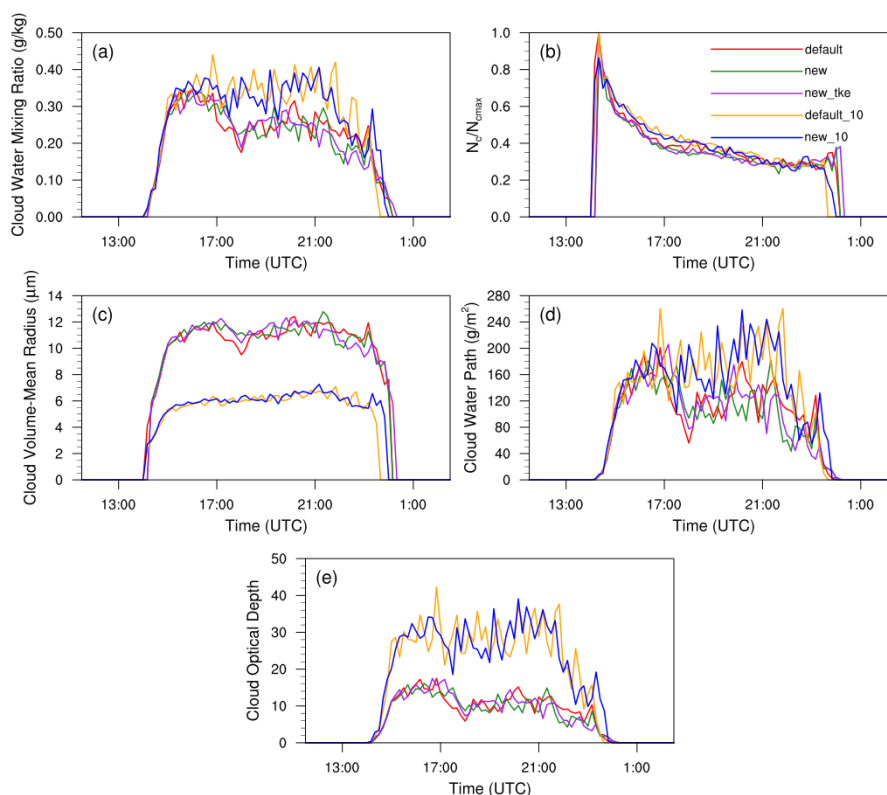 (a)
Cloud Water Mixing Ratio (g/kg)
0.50
0.40
0.30
0.20
0.10
0.00
13:00 17:00 21:00 1:00
Time (UTC)
(b)
Nc/Ncmax
1.0
0.8
0.6
0.4
0.2
0.0
default
new
new_tke
default_10
new_10
13:00 17:00 21:00 1:00
Time (UTC)
(c)
Cloud Volume-Mean Radius (μm)
14
12
10
8
6
4
2
0
13:00 17:00 21:00 1:00
Time (UTC)
(d)
Cloud Water Path (g/m²)
280
240
200
160
120
80
40
0
13:00 17:00 21:00 1:00
Time (UTC)
(e)
Cloud Optical Depth
50
40
30
20
10
0
13:00 17:00 21:00 1:00
Time (UTC)